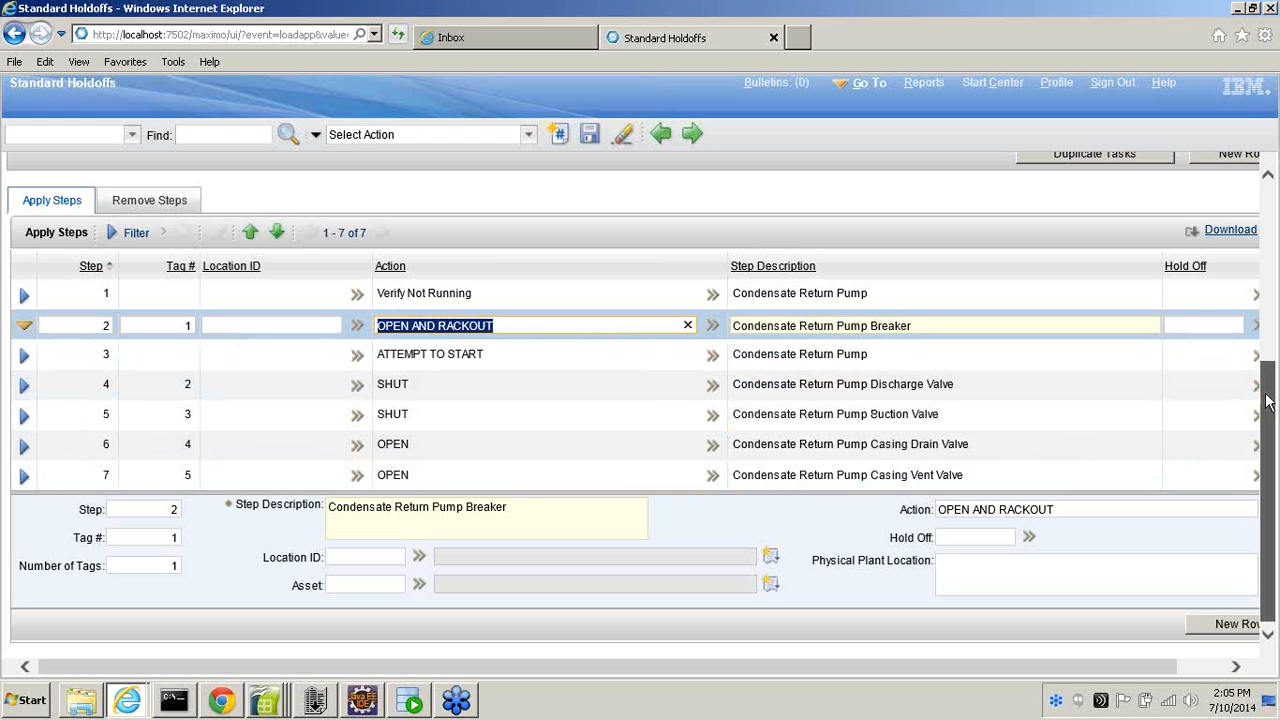 Standard Holdoffs - Windows Internet Explorer
http://localhost:7502/maximo/ui/?event=loadapp&value=
Inbox
Standard Holdoffs
File Edit View Favorites Tools Help
Standard Holdoffs
Bulletins: (0) Go To Reports Start Center Profile Sign Out Help
IBM.
Find: Select Action
Duplicate Tasks New Ro
Apply Steps Remove Steps
Apply Steps Filter 1 - 7 of 7 Download
Step Tag # Location ID Action Step Description Hold Off
1 Verify Not Running Condensate Return Pump
2 1 OPEN AND RACKOUT Condensate Return Pump Breaker
3 ATTEMPT TO START Condensate Return Pump
4 2 SHUT Condensate Return Pump Discharge Valve
5 3 SHUT Condensate Return Pump Suction Valve
6 4 OPEN Condensate Return Pump Casing Drain Valve
7 5 OPEN Condensate Return Pump Casing Vent Valve
Step: 2 Step Description: Condensate Return Pump Breaker Action: OPEN AND RACKOUT
Tag #: 1 Hold Off:
Number of Tags: 1 Location ID: Physical Plant Location:
Asset:
New Rov
Start
2:05 PM
7/10/2014